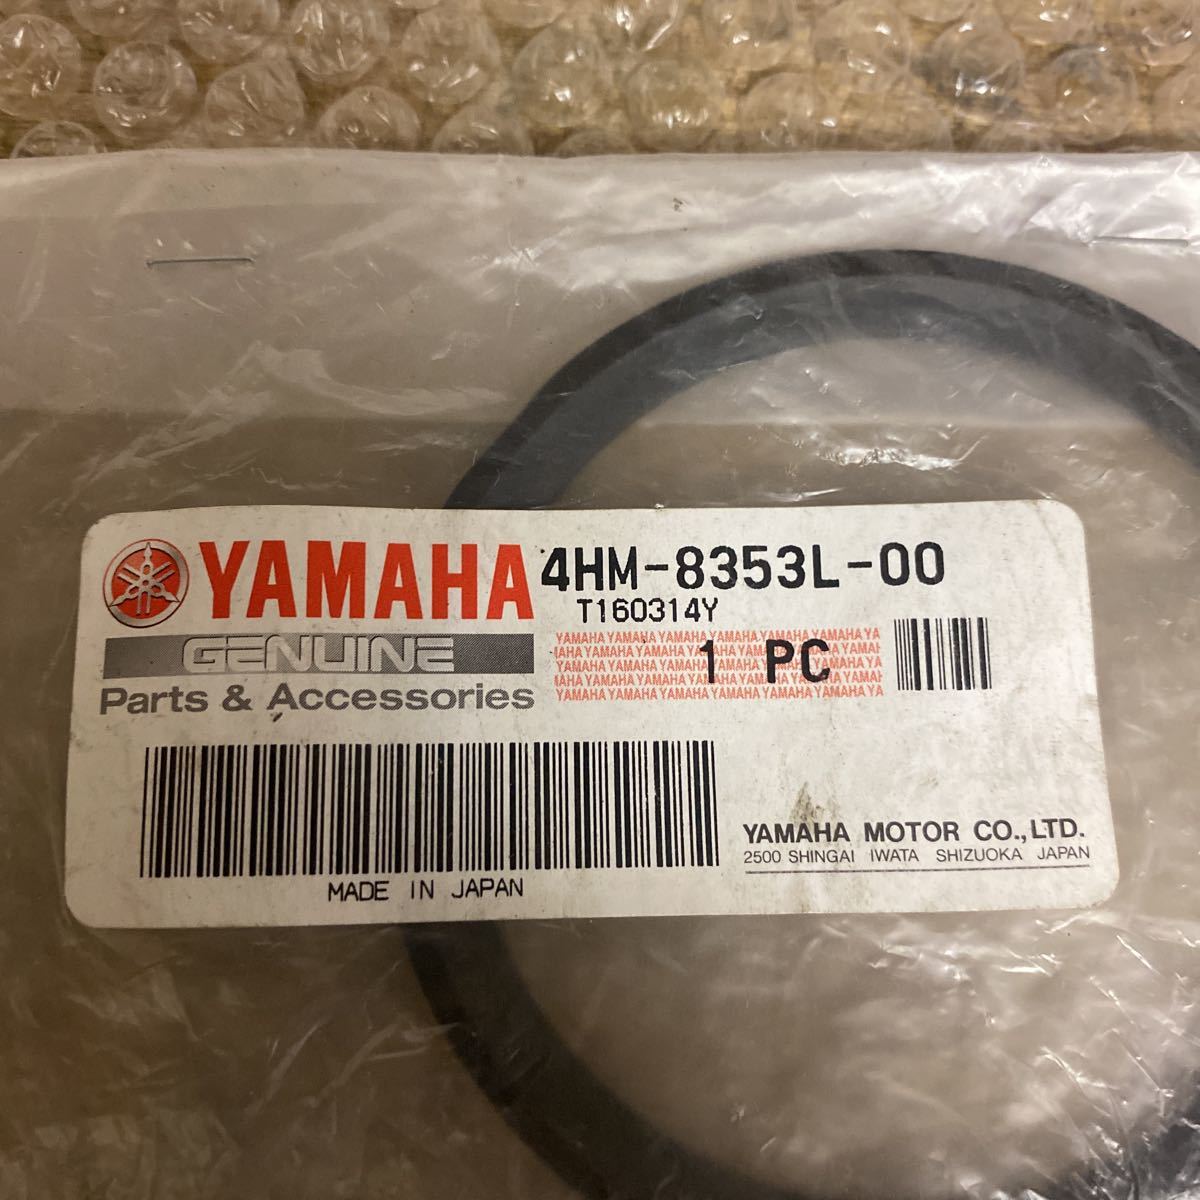 YAMAHA 4HM-8353L-00
T160314Y
GENUINE
Parts & Accessories
YAMAHA YAMAHA YAMAHA YAMAHA YAMAHA YAMAHA YA
1 PC
YAMAHA MOTOR CO.,LTD.
2500 SHINGAI IWATA SHIZUOKA JAPAN
MADE IN JAPAN